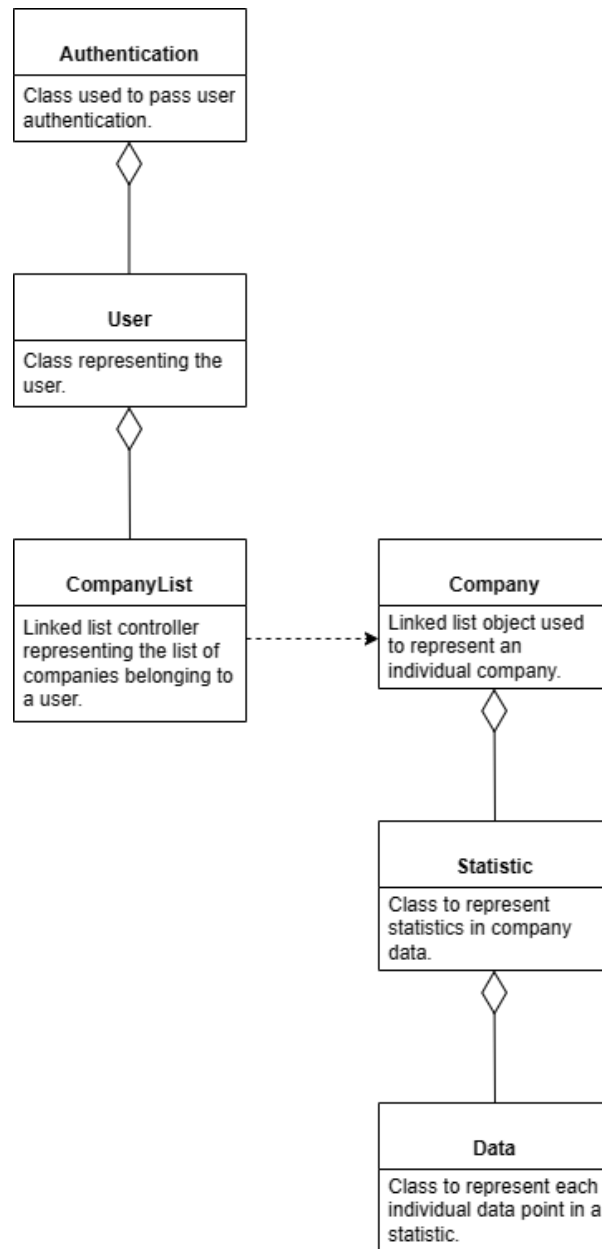 Authentication
Class used to pass user
authentication.
User
Class representing the
user.
CompanyList
Linked list controller
representing the list of
companies belonging to
a user.
Company
Linked list object used
to represent an
individual company.
Statistic
Class to represent
statistics in company
data.
Data
Class to represent each
individual data point in a
statistic.